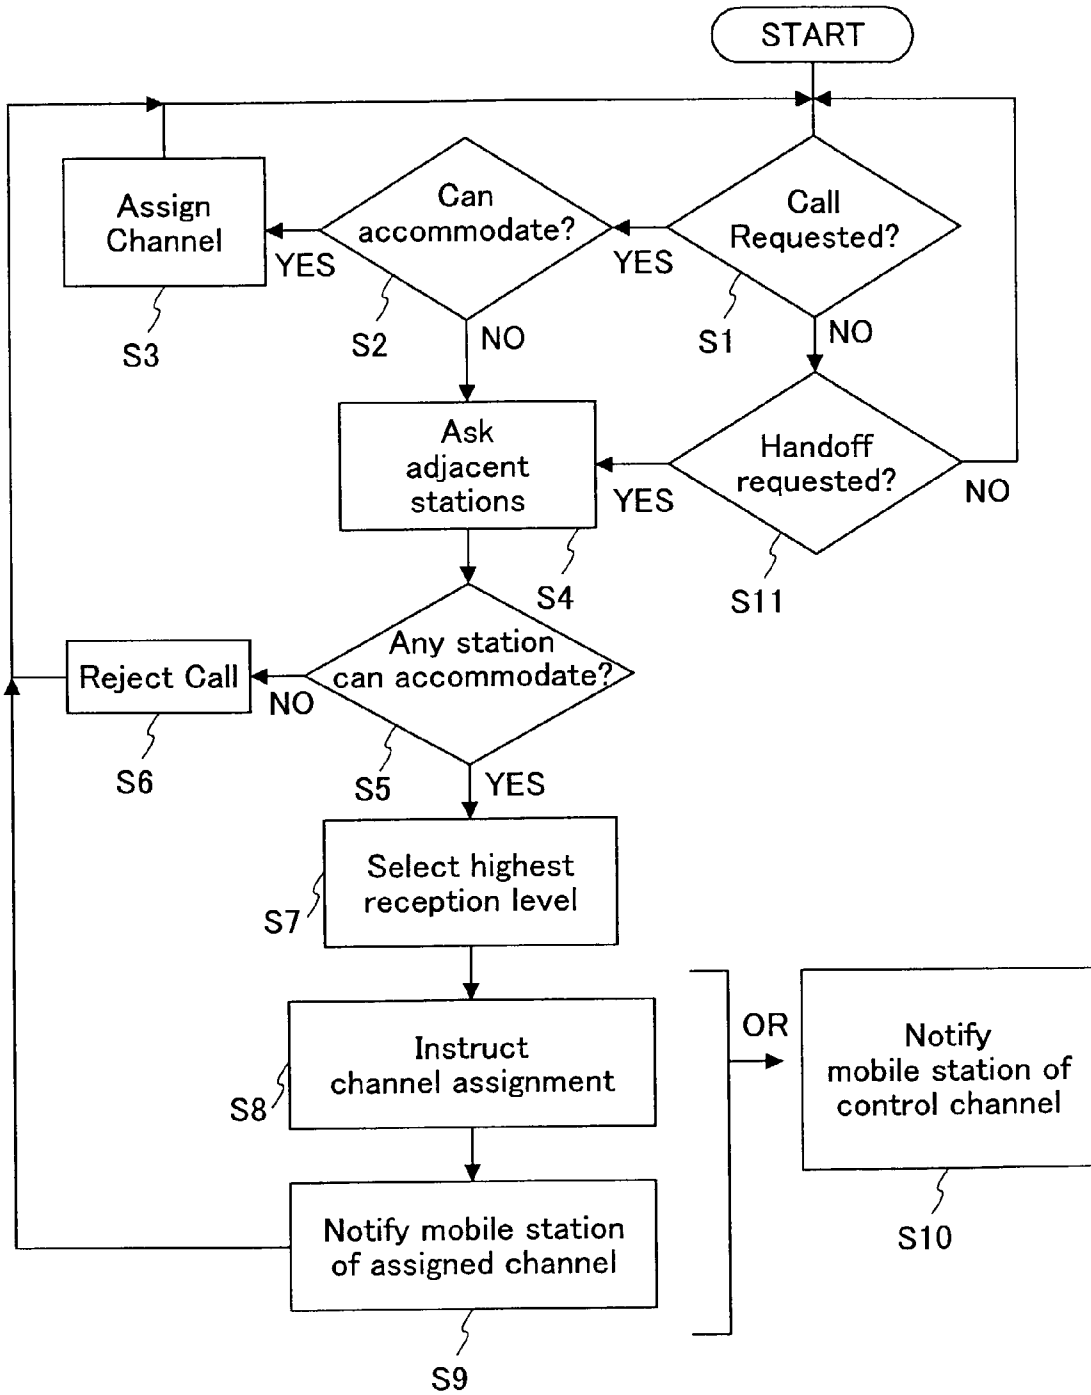 START
Call
Requested?
S1
YES
NO
Can
accommodate?
S2
YES
NO
Assign
Channel
S3
Handoff
requested?
S11
YES
NO
Ask
adjacent
stations
S4
Any station
can accommodate?
S5
NO
YES
Reject Call
S6
Select highest
reception level
S7
Instruct
channel assignment
S8
Notify mobile station
of assigned channel
S9
OR
Notify
mobile station of
control channel
S10